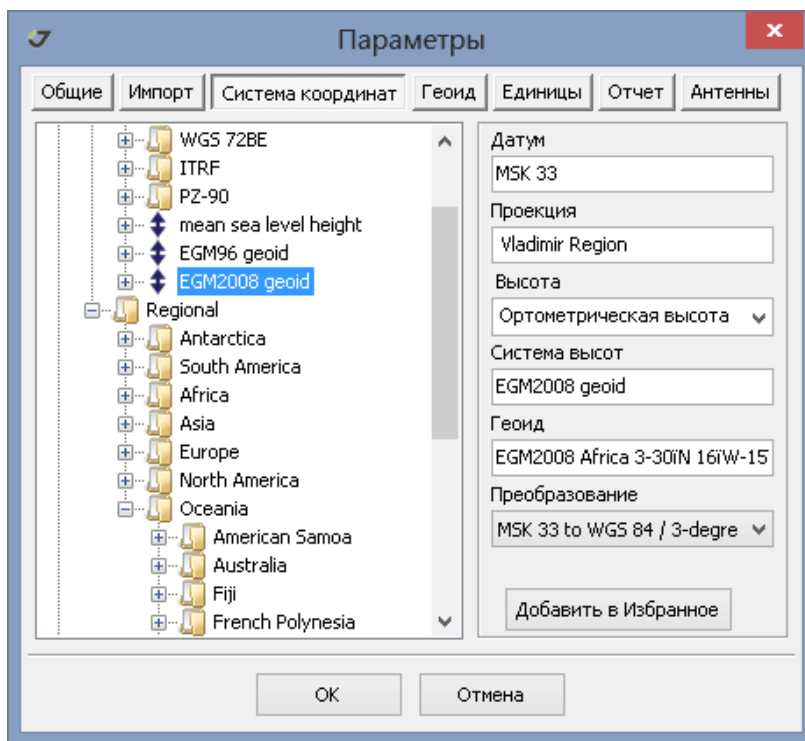 Параметры
Общие Импорт Система координат Геоид Единицы Отчет Антенны
WGS 72BE
ITRF
PZ-90
mean sea level height
EGM96 geoid
EGM2008 geoid
Regional
Antarctica
South America
Africa
Asia
Europe
North America
Oceania
American Samoa
Australia
Fiji
French Polynesia
Датум
MSK 33
Проекция
Vladimir Region
Высота
Ортометрическая высота
Система высот
EGM2008 geoid
Геоид
EGM2008 Africa 3-30їN 16їW-15
Преобразование
MSK 33 to WGS 84 / 3-degre
Добавить в Избранное
OK Отмена